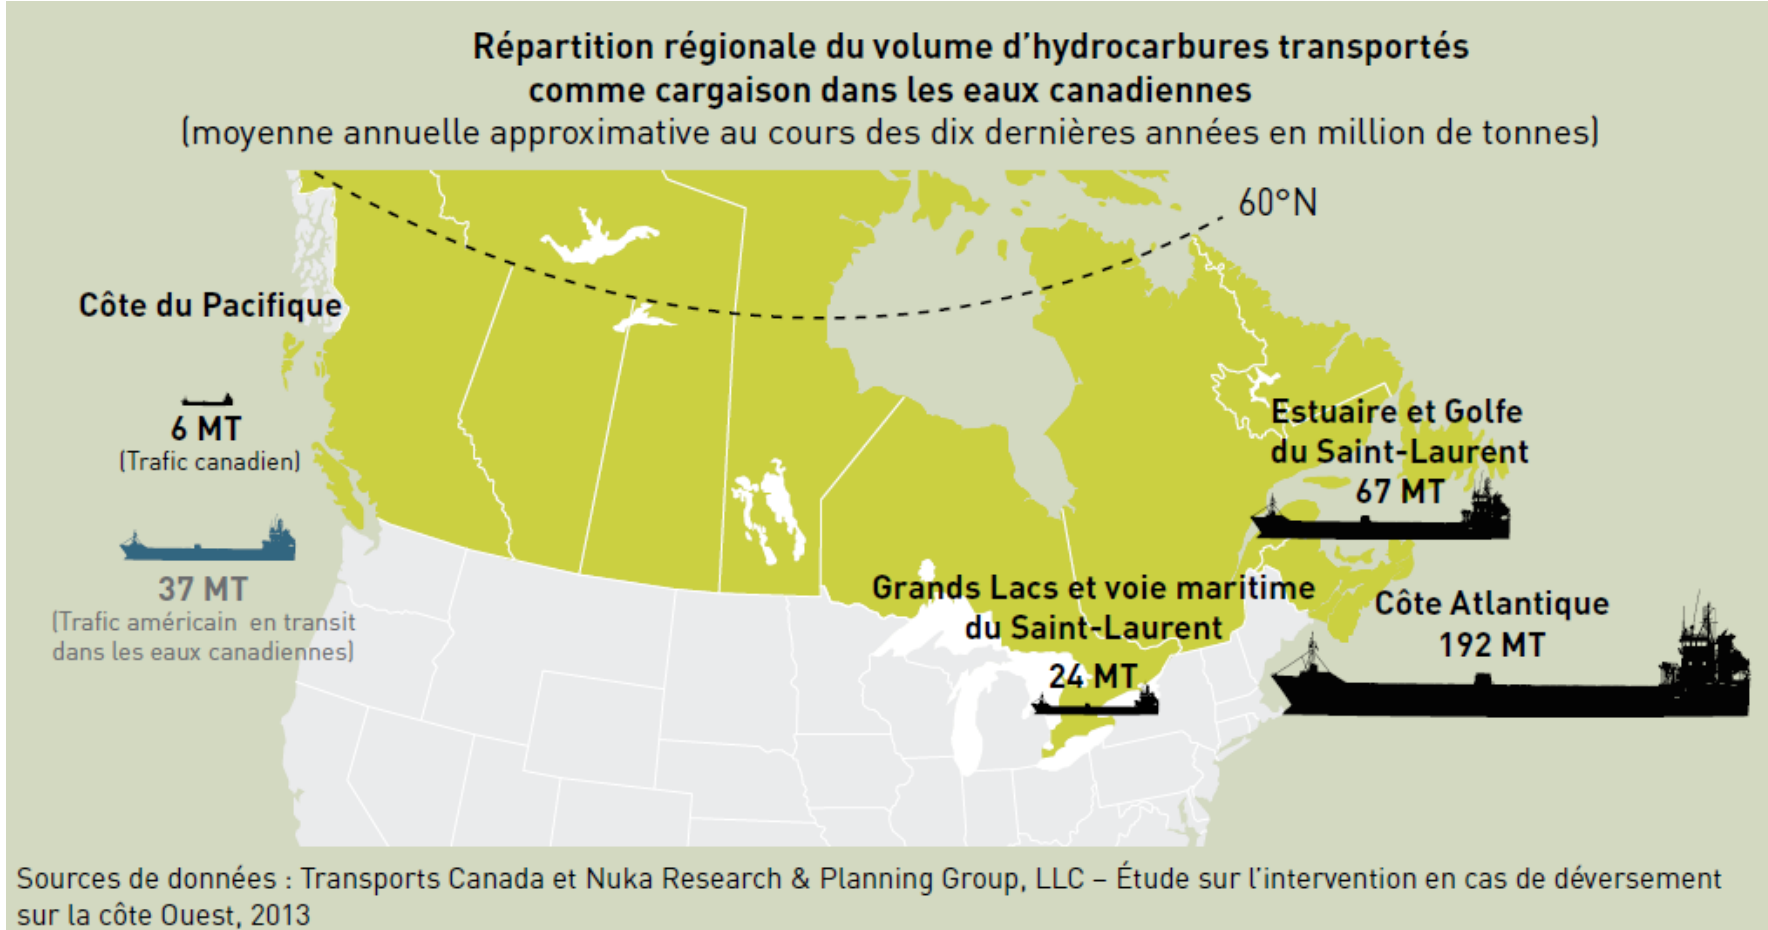 Répartition régionale du volume d'hydrocarbures transportés
comme cargaison dans les eaux canadiennes
(moyenne annuelle approximative au cours des dix dernières années en million de tonnes)
60°N
Côte du Pacifique
6 MT
(Trafic canadien)
37 MT
(Trafic américain en transit
dans les eaux canadiennes)
Estuaire et Golfe
du Saint-Laurent
67 MT
Grands Lacs et voie maritime
du Saint-Laurent
24 MT
Côte Atlantique
192 MT
Sources de données : Transports Canada et Nuka Research & Planning Group, LLC – Étude sur l'intervention en cas de déversement
sur la côte Ouest, 2013